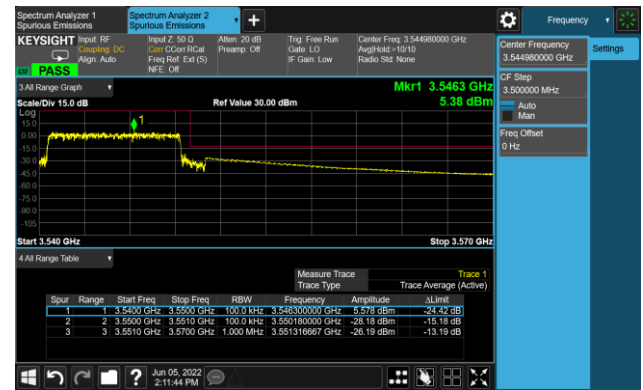 Spectrum Analyzer 1
Spurious Emissions
Spectrum Analyzer 2
Spurious Emissions
Frequency
KEYSIGHT
Input: RF
Coupling: DC
Align: Auto
Input Z: 50 Ω
Corr CCorr RCal
Freq Ref: Ext (S)
NFE: Off
Atten: 20 dB
Preamp: Off
Trig: Free Run
Gate: LO
IF Gain: Low
Center Freq: 3.544980000 GHz
Avg|Hold:>10/10
Radio Std: None
PASS
Center Frequency
3.544980000 GHz
Settings
CF Step
3.500000 MHz
Auto
Man
Freq Offset
0 Hz
3 All Range Graph
Mkr1 3.5463 GHz
Scale/Div 15.0 dB
Ref Value 30.00 dBm
5.38 dBm
Log
15.0
0.00
-15.0
-30.0
-45.0
-60.0
-75.0
-90.0
-105
1
Start 3.540 GHz
Stop 3.570 GHz
4 All Range Table
Measure Trace Trace 1
Trace Type Trace Average (Active)
Spur Range Start Freq Stop Freq RBW Frequency Amplitude ΔLimit
1 1 3.5400 GHz 3.5500 GHz 100.0 kHz 3.546300000 GHz 5.578 dBm -24.42 dB
2 2 3.5500 GHz 3.5510 GHz 100.0 kHz 3.550180000 GHz -28.18 dBm -15.18 dB
3 3 3.5510 GHz 3.5700 GHz 1.000 MHz 3.551316667 GHz -26.19 dBm -13.19 dB
Jun 05, 2022
2:11:44 PM